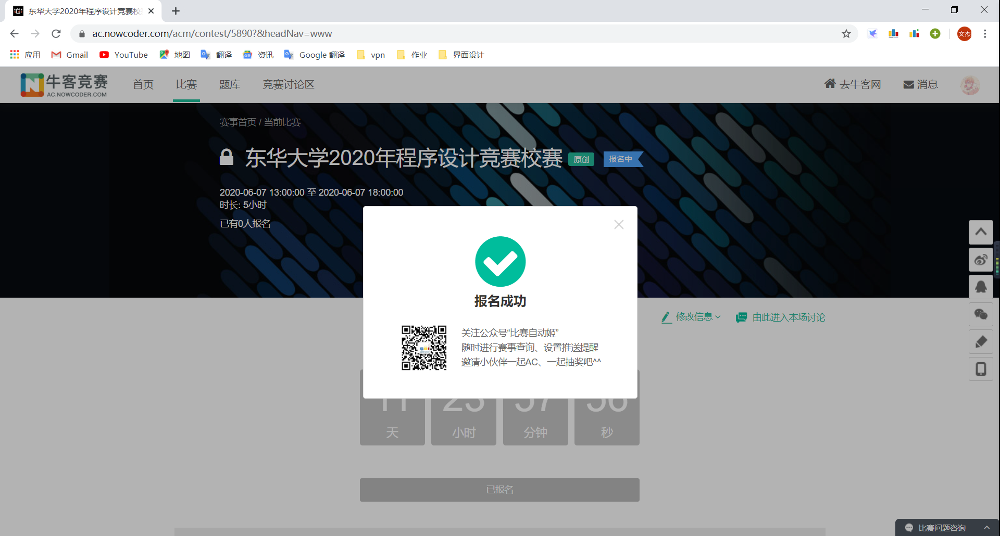 东华大学2020年程序设计竞赛校
ac.nowcoder.com/acm/contest/5890?&headNav=www
文杰
应用 Gmail YouTube 地图 翻译 资讯 Google 翻译 vpn 作业 界面设计
牛客竞赛
AC.NOWCODER.COM
首页 比赛 题库 竞赛讨论区 去牛客网 消息
赛事首页 / 当前比赛
东华大学2020年程序设计竞赛校赛 原创 报名中
2020-06-07 13:00:00 至 2020-06-07 18:00:00
时长: 5小时
已有0人报名
报名成功
修改信息 由此进入本场讨论
关注公众号“比赛自动姬”
随时进行赛事查询、设置推送提醒
邀请小伙伴一起AC、一起抽奖吧^^
11 23 57 56
天 小时 分钟 秒
已报名
比赛问题咨询